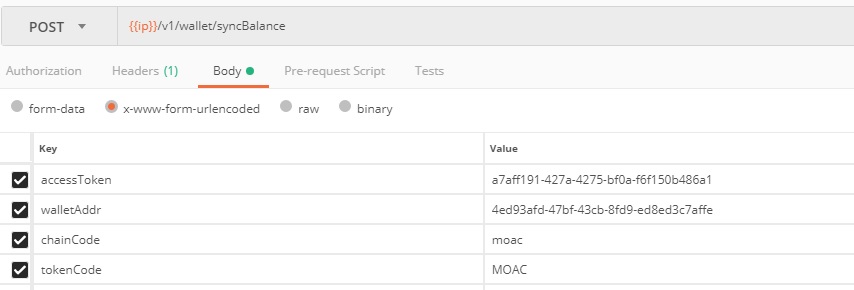 POST {{ip}}/v1/wallet/syncBalance
Authorization Headers (1) Body Pre-request Script Tests
form-data x-www-form-urlencoded raw binary
Key Value
accessToken a7aff191-427a-4275-bf0a-f6f150b486a1
walletAddr 4ed93afd-47bf-43cb-8fd9-ed8ed3c7affe
chainCode moac
tokenCode MOAC